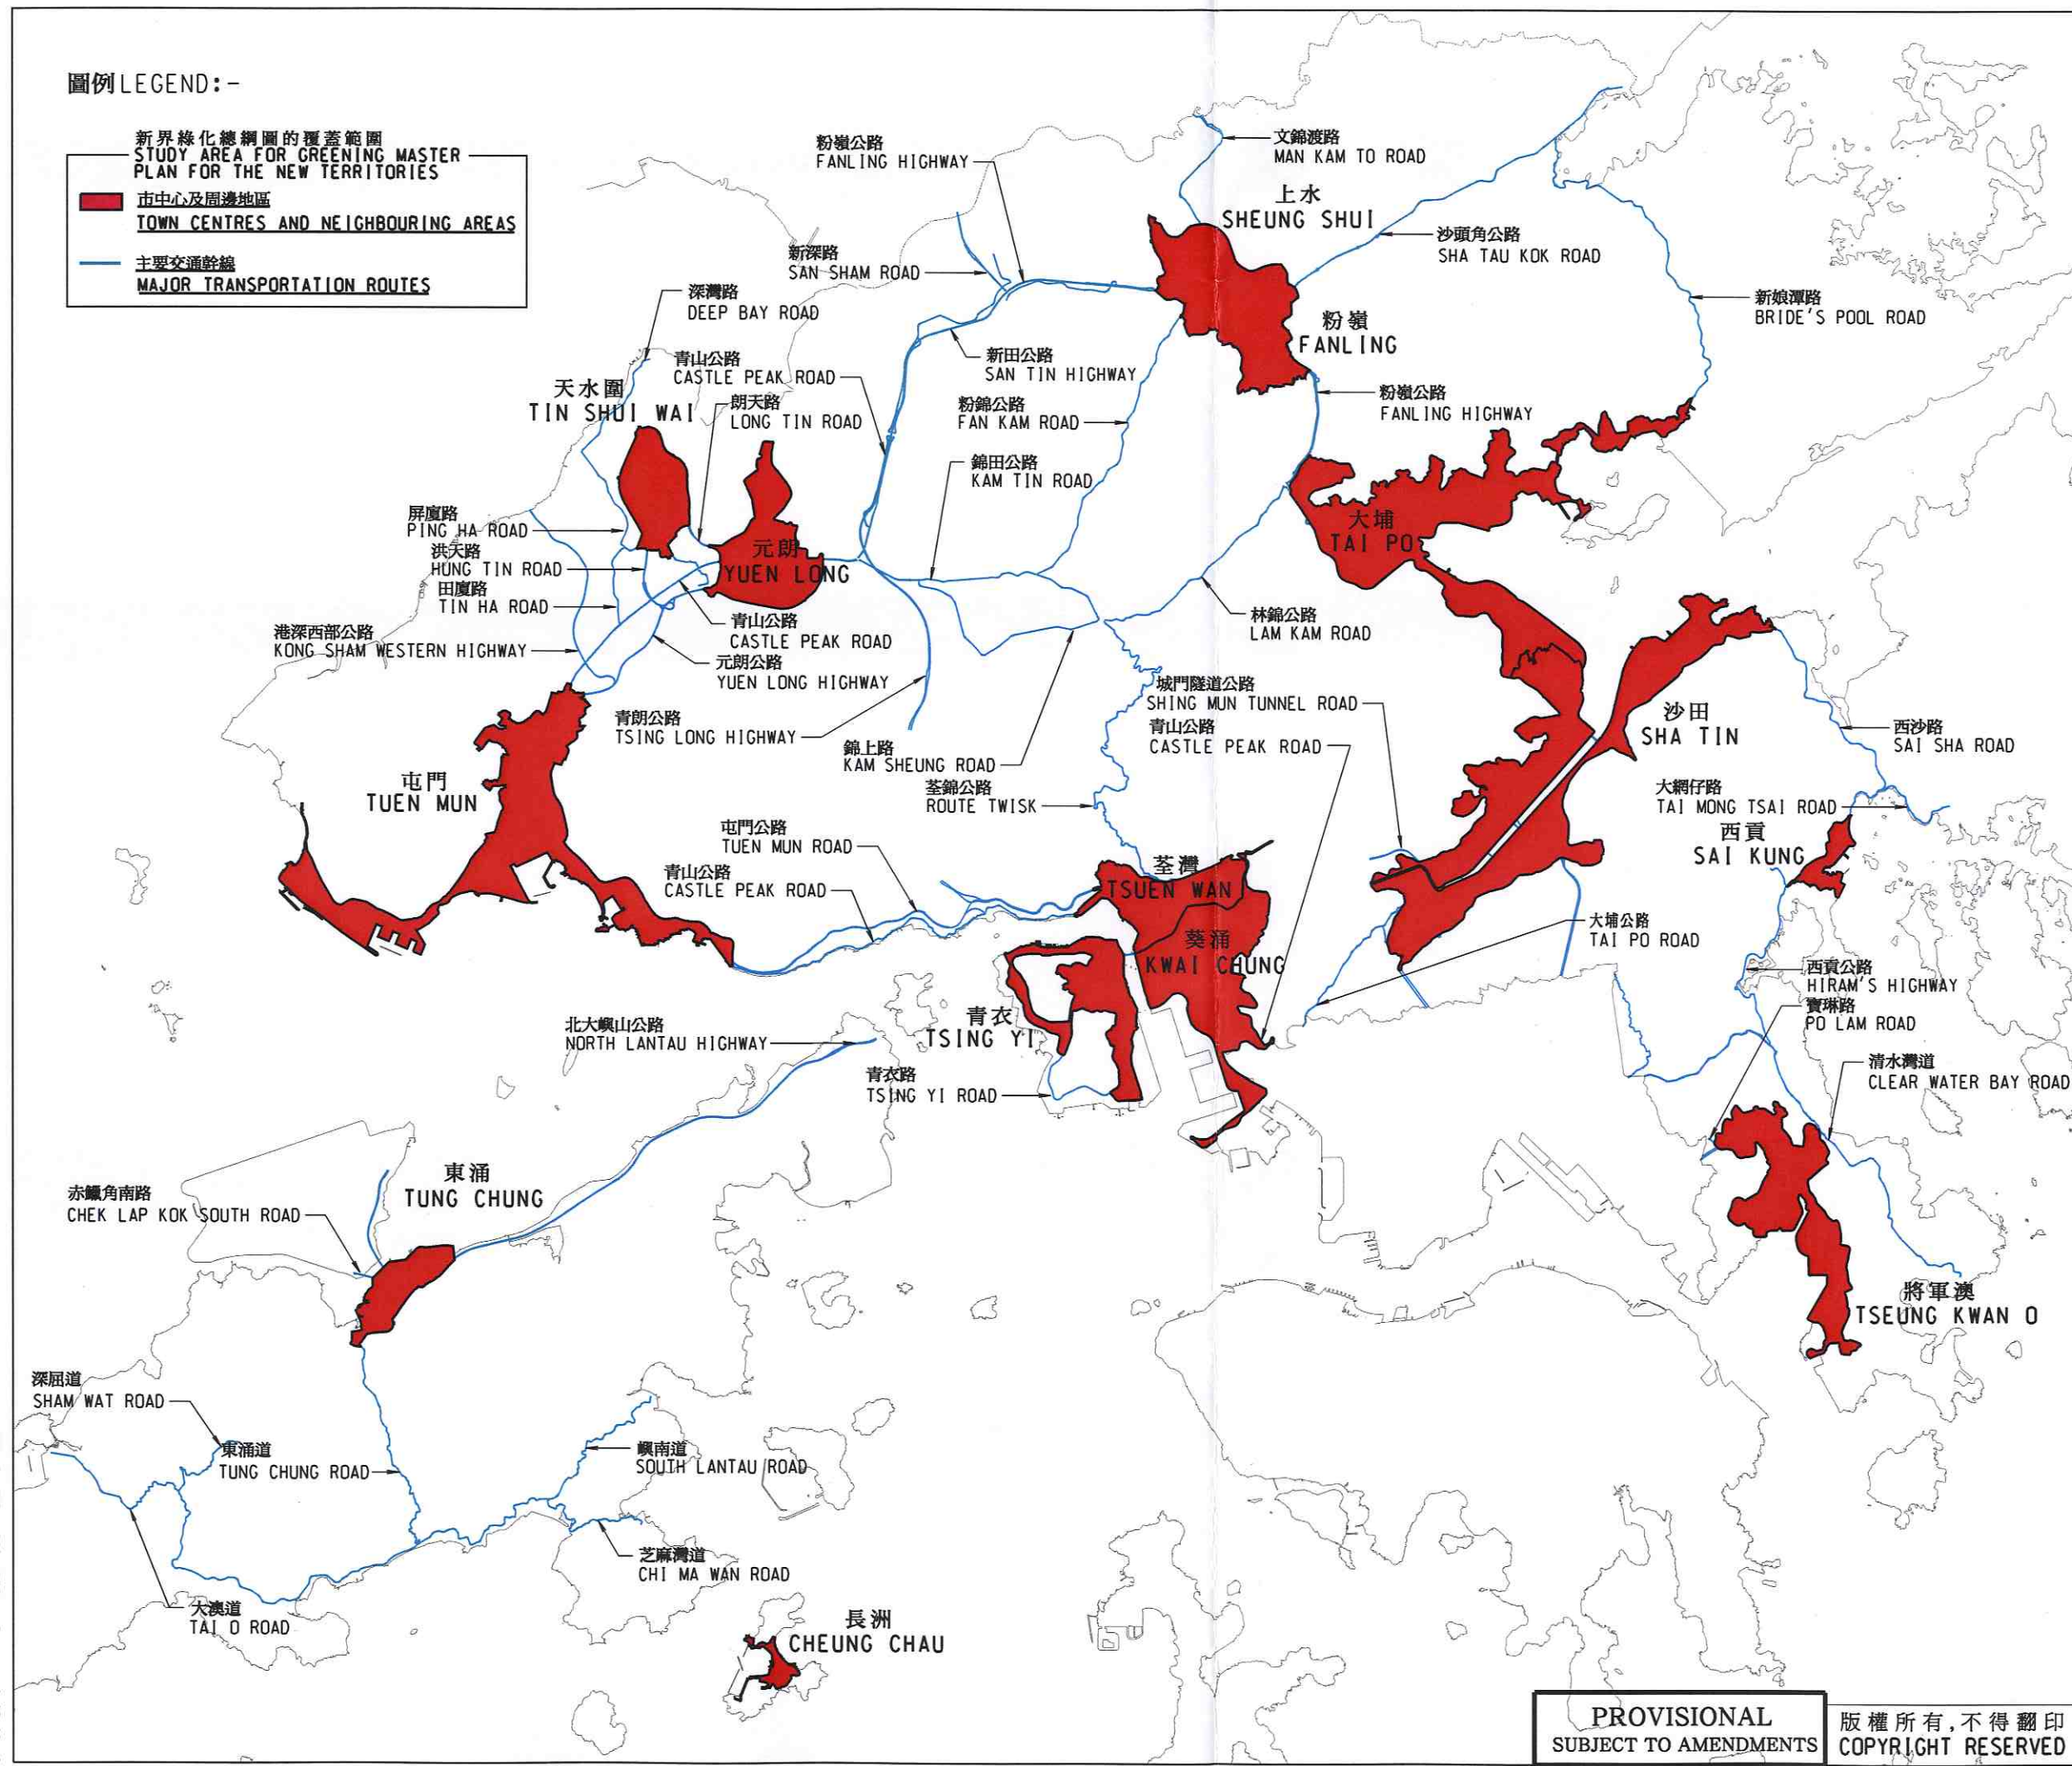 圖例 LEGEND:-
新界綠化總綱圖的覆蓋範圍
STUDY AREA FOR GREENING MASTER
PLAN FOR THE NEW TERRITORIES
市中心及周邊地區
TOWN CENTRES AND NEIGHBOURING AREAS
主要交通幹線
MAJOR TRANSPORTATION ROUTES
粉嶺公路
FANLING HIGHWAY
文錦渡路
MAN KAM TO ROAD
上水
SHEUNG SHUI
沙頭角公路
SHA TAU KOK ROAD
新深路
SAN SHAM ROAD
深灣路
DEEP BAY ROAD
新娘潭路
BRIDE'S POOL ROAD
粉嶺
FANLING
青山公路
CASTLE PEAK ROAD
新田公路
SAN TIN HIGHWAY
天水圍
TIN SHUI WAI
朗天路
LONG TIN ROAD
粉錦公路
FAN KAM ROAD
粉嶺公路
FANLING HIGHWAY
錦田公路
KAM TIN ROAD
屏廈路
PING HA ROAD
大埔
TAI PO
洪天路
HUNG TIN ROAD
元朗
YUEN LONG
田廈路
TIN HA ROAD
青山公路
CASTLE PEAK ROAD
林錦公路
LAM KAM ROAD
港深西部公路
KONG SHAM WESTERN HIGHWAY
元朗公路
YUEN LONG HIGHWAY
城門隧道公路
SHING MUN TUNNEL ROAD
青朗公路
TSING LONG HIGHWAY
青山公路
CASTLE PEAK ROAD
沙田
SHA TIN
西沙路
SAI SHA ROAD
錦上路
KAM SHEUNG ROAD
屯門
TUEN MUN
荃錦公路
ROUTE TWISK
大網仔路
TAI MONG TSAI ROAD
西貢
SAI KUNG
屯門公路
TUEN MUN ROAD
青山公路
CASTLE PEAK ROAD
荃灣
TSUEN WAN
葵涌
KWAI CHUNG
大埔公路
TAI PO ROAD
西貢公路
HIRAM'S HIGHWAY
寶琳路
PO LAM ROAD
青衣
TSING YI
北大嶼山公路
NORTH LANTAU HIGHWAY
青衣路
TSING YI ROAD
清水灣道
CLEAR WATER BAY ROAD
東涌
TUNG CHUNG
赤鱲角南路
CHEK LAP KOK SOUTH ROAD
將軍澳
TSEUNG KWAN O
深屈道
SHAM WAT ROAD
東涌道
TUNG CHUNG ROAD
嶼南道
SOUTH LANTAU ROAD
芝麻灣道
CHI MA WAN ROAD
大澳道
TAI O ROAD
長洲
CHEUNG CHAU
PROVISIONAL
SUBJECT TO AMENDMENTS
版權所有,不得翻印
COPYRIGHT RESERVED